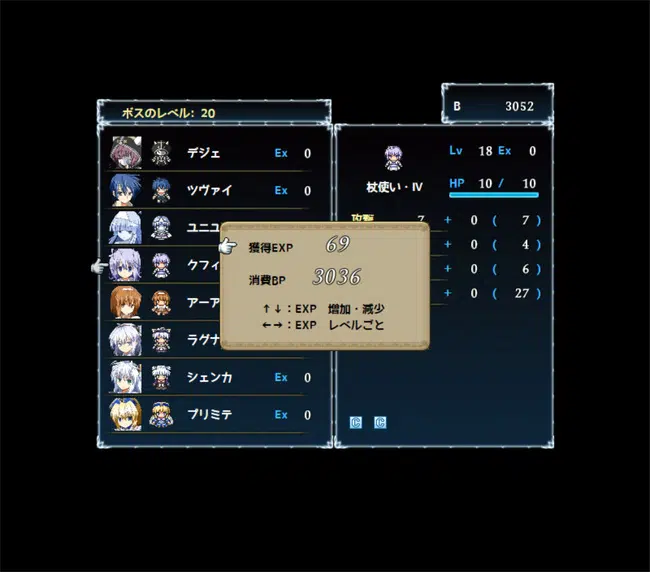 ボスのレベル: 20
B 3052
デジェ Ex 0
ツヴァイ Ex 0
ユニユ
クフィ
アーア
ラグナ
シェンカ Ex 0
プリミテ Ex 0
Lv 18 Ex 0
杖使い・Ⅳ
HP 10 / 10
7 + 0 ( 7 )
+ 0 ( 4 )
+ 0 ( 6 )
+ 0 ( 27 )
獲得EXP 69
消費BP 3036
↑↓:EXP 増加・減少
←→:EXP レベルごと
C C